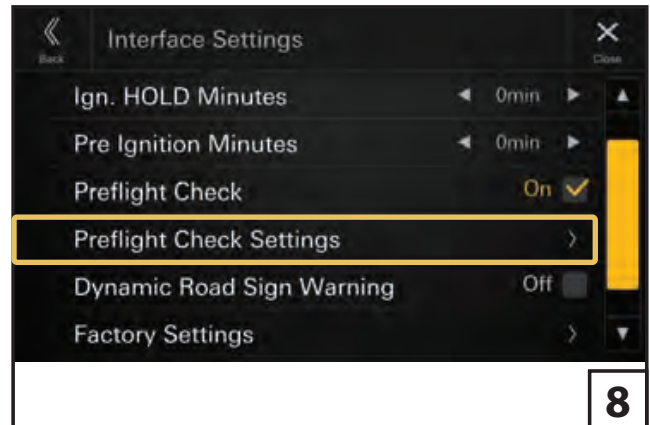 Interface Settings
Back
Close
Ign. HOLD Minutes 0min
Pre Ignition Minutes 0min
Preflight Check On
Preflight Check Settings
Dynamic Road Sign Warning Off
Factory Settings
8